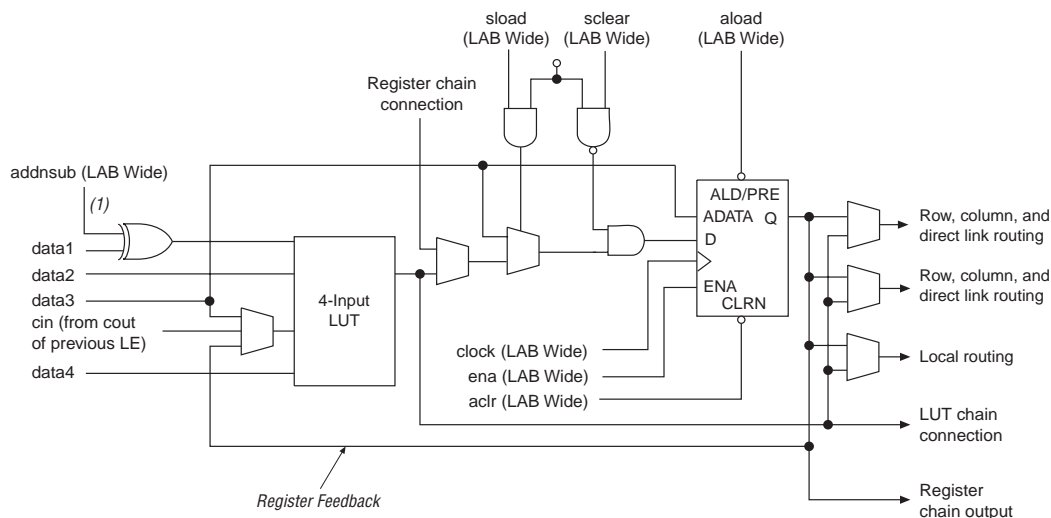 sload
(LAB Wide)
sclear
(LAB Wide)
aload
(LAB Wide)
Register chain
connection
addnsub (LAB Wide)
(1)
data1
data2
data3
cin (from cout
of previous LE)
data4
4-Input
LUT
ALD/PRE
ADATA
Q
D
ENA
CLRN
clock (LAB Wide)
ena (LAB Wide)
aclr (LAB Wide)
Row, column, and
direct link routing
Row, column, and
direct link routing
Local routing
LUT chain
connection
Register
chain output
Register Feedback